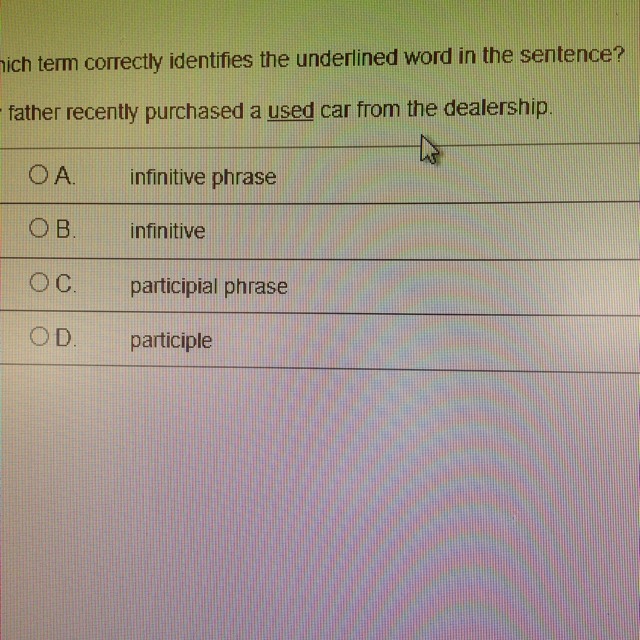 term correctly identifies the underlined word in the sentence?
father recently purchased a used car from the dealership.
A. infinitive phrase
B. infinitive
C. participial phrase
D. participle